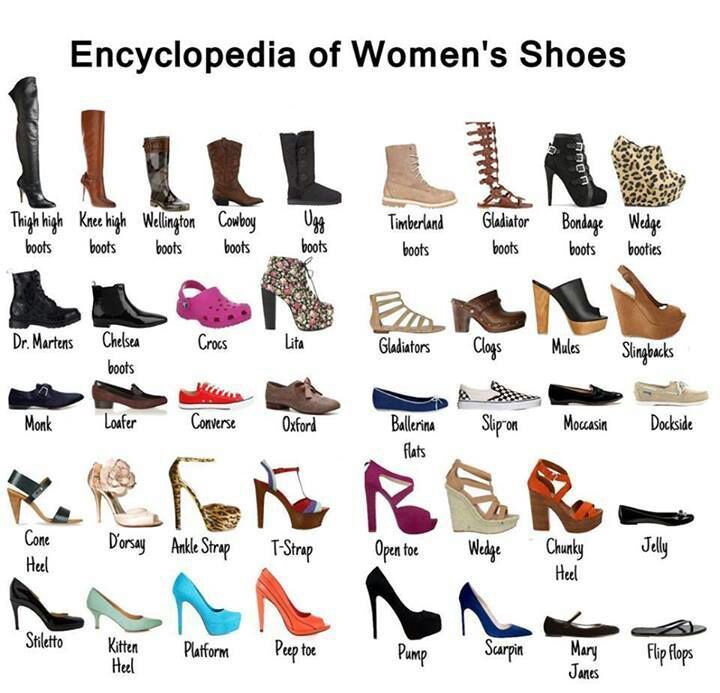 Encyclopedia of Women's Shoes
Thigh high Knee high Wellington Cowboy Ugg Timberland Gladiator Bondage Wedge
boots boots boots boots boots boots boots boots booties
Dr. Martens Chelsea Crocs Lita Gladiators Clogs Mules Slingbacks
boots
Monk Loafer Converse Oxford Ballerina Slip-on Moccasin Dockside
flats
Cone D'orsay Ankle Strap T-Strap Open toe Wedge Chunky Jelly
Heel Heel
Stiletto Kitten Platform Peep toe Pump Scarpin Mary Flip flops
Heel Janes